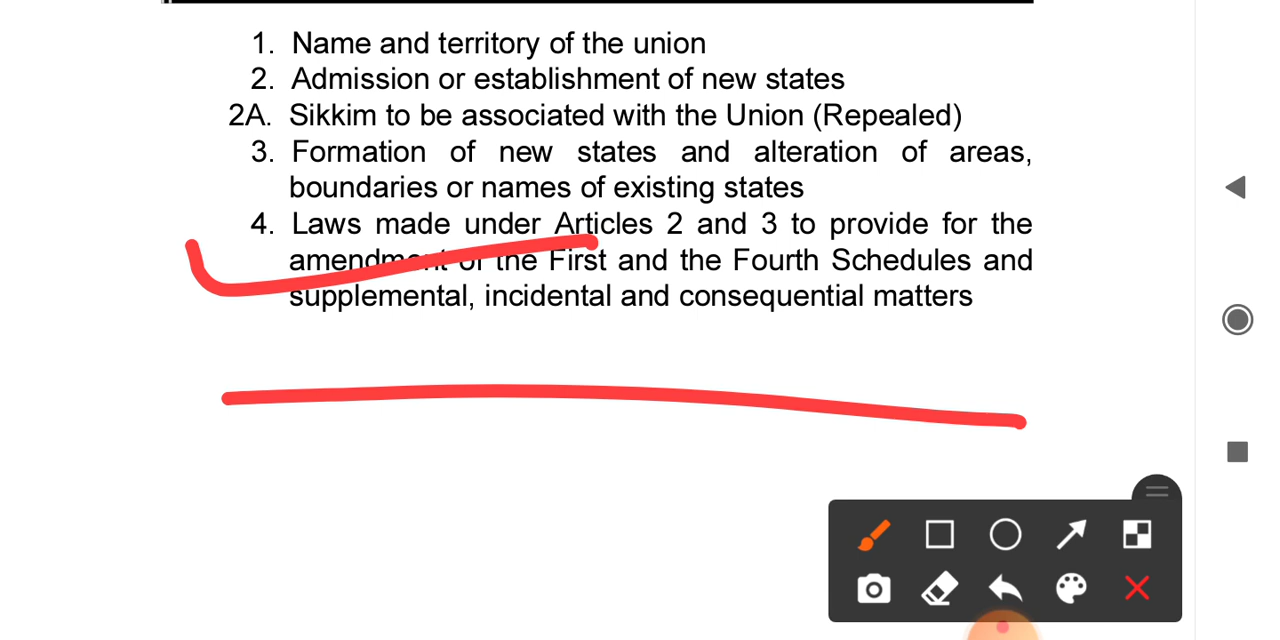 1. Name and territory of the union
2. Admission or establishment of new states
2A. Sikkim to be associated with the Union (Repealed)
3. Formation of new states and alteration of areas,
boundaries or names of existing states
4. Laws made under Articles 2 and 3 to provide for the
amendment of the First and the Fourth Schedules and
supplemental, incidental and consequential matters